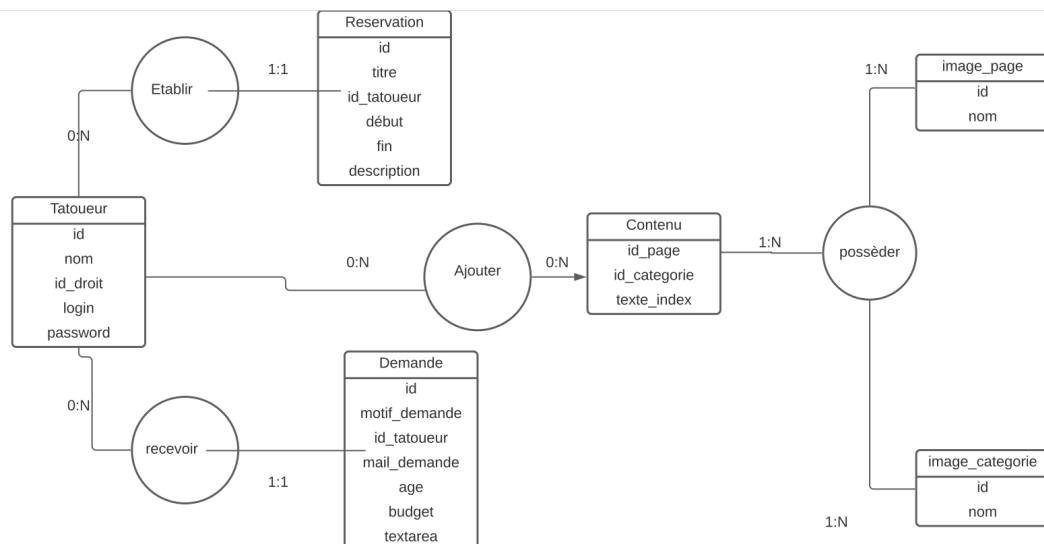 Reservation
id
titre
id_tatoueur
début
fin
description
Etablir
1:1
0:N
Tatoueur
id
nom
id_droit
login
password
0:N
Ajouter
0:N
Contenu
id_page
id_categorie
texte_index
1:N
possèder
1:N
image_page
id
nom
0:N
recevoir
1:1
Demande
id
motif_demande
id_tatoueur
mail_demande
age
budget
textarea
image_categorie
id
nom
1:N